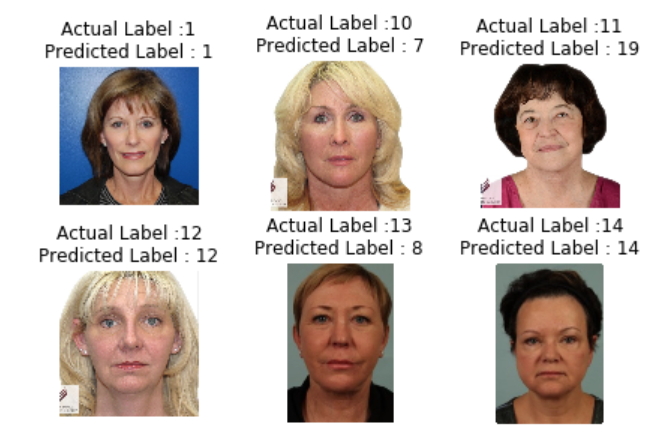 Actual Label :1
Predicted Label : 1
Actual Label :10
Predicted Label : 7
Actual Label :11
Predicted Label : 19
Actual Label :12
Predicted Label : 12
Actual Label :13
Predicted Label : 8
Actual Label :14
Predicted Label : 14